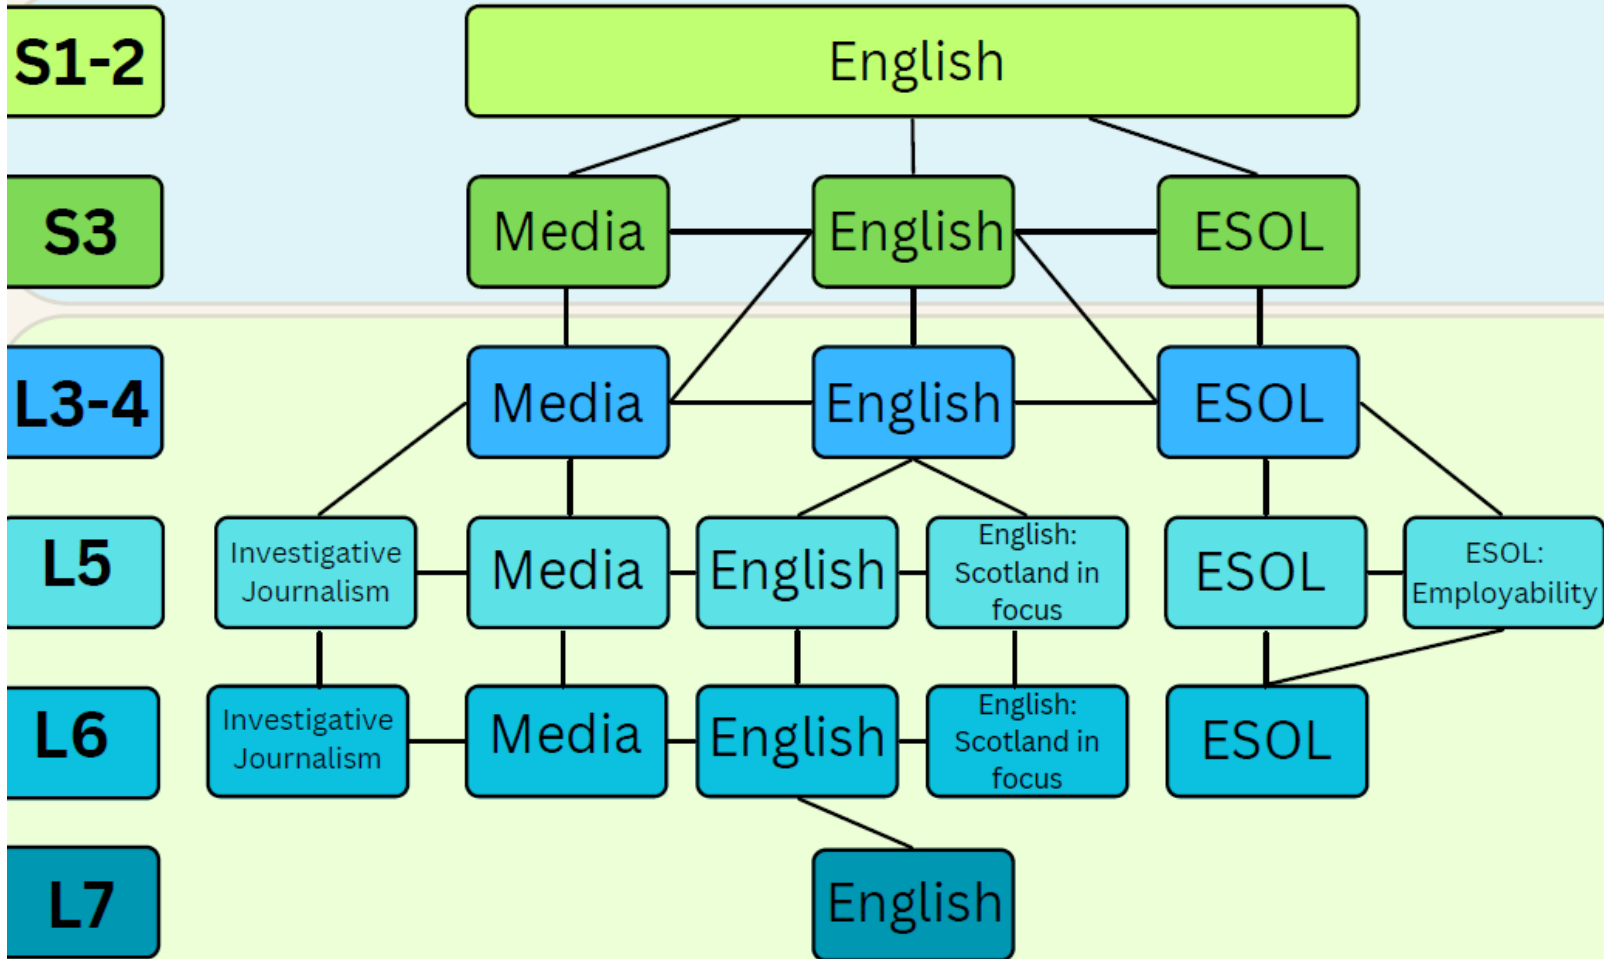 S1-2
English
S3
Media
English
ESOL
L3-4
Media
English
ESOL
L5
Investigative
Journalism
Media
English
English:
Scotland in
focus
ESOL
ESOL:
Employability
L6
Investigative
Journalism
Media
English
English:
Scotland in
focus
ESOL
L7
English